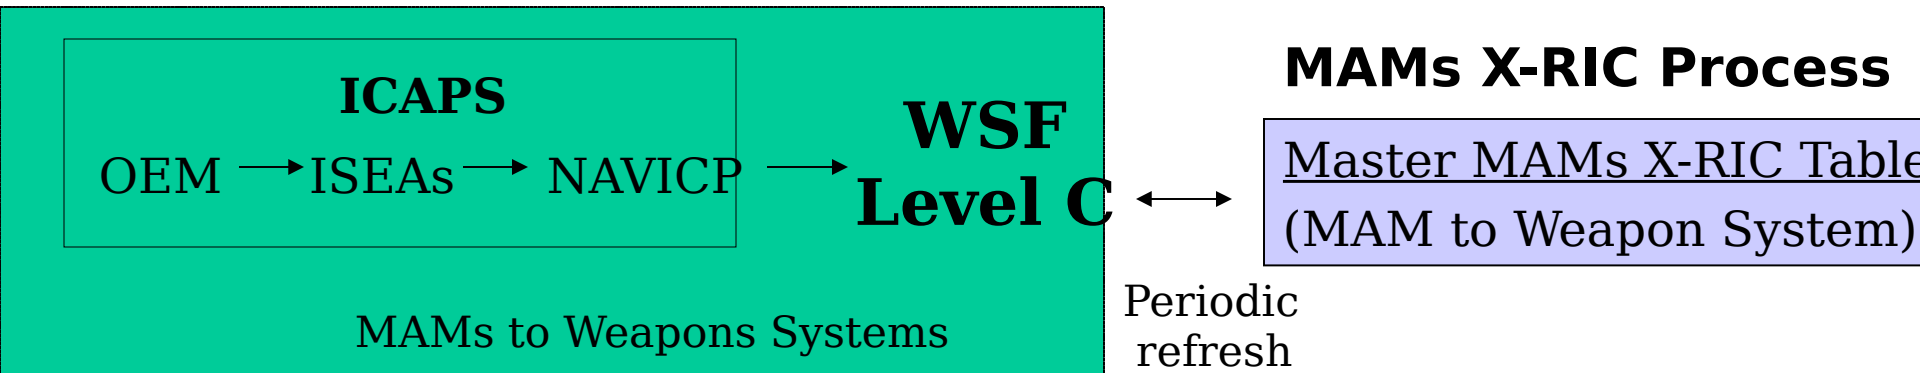 ICAPS
OEM ISEAs NAVICP
WSF
Level C
MAMs to Weapons Systems
Periodic
refresh
MAMs X-RIC Process
Master MAMs X-RIC Table
(MAM to Weapon System)